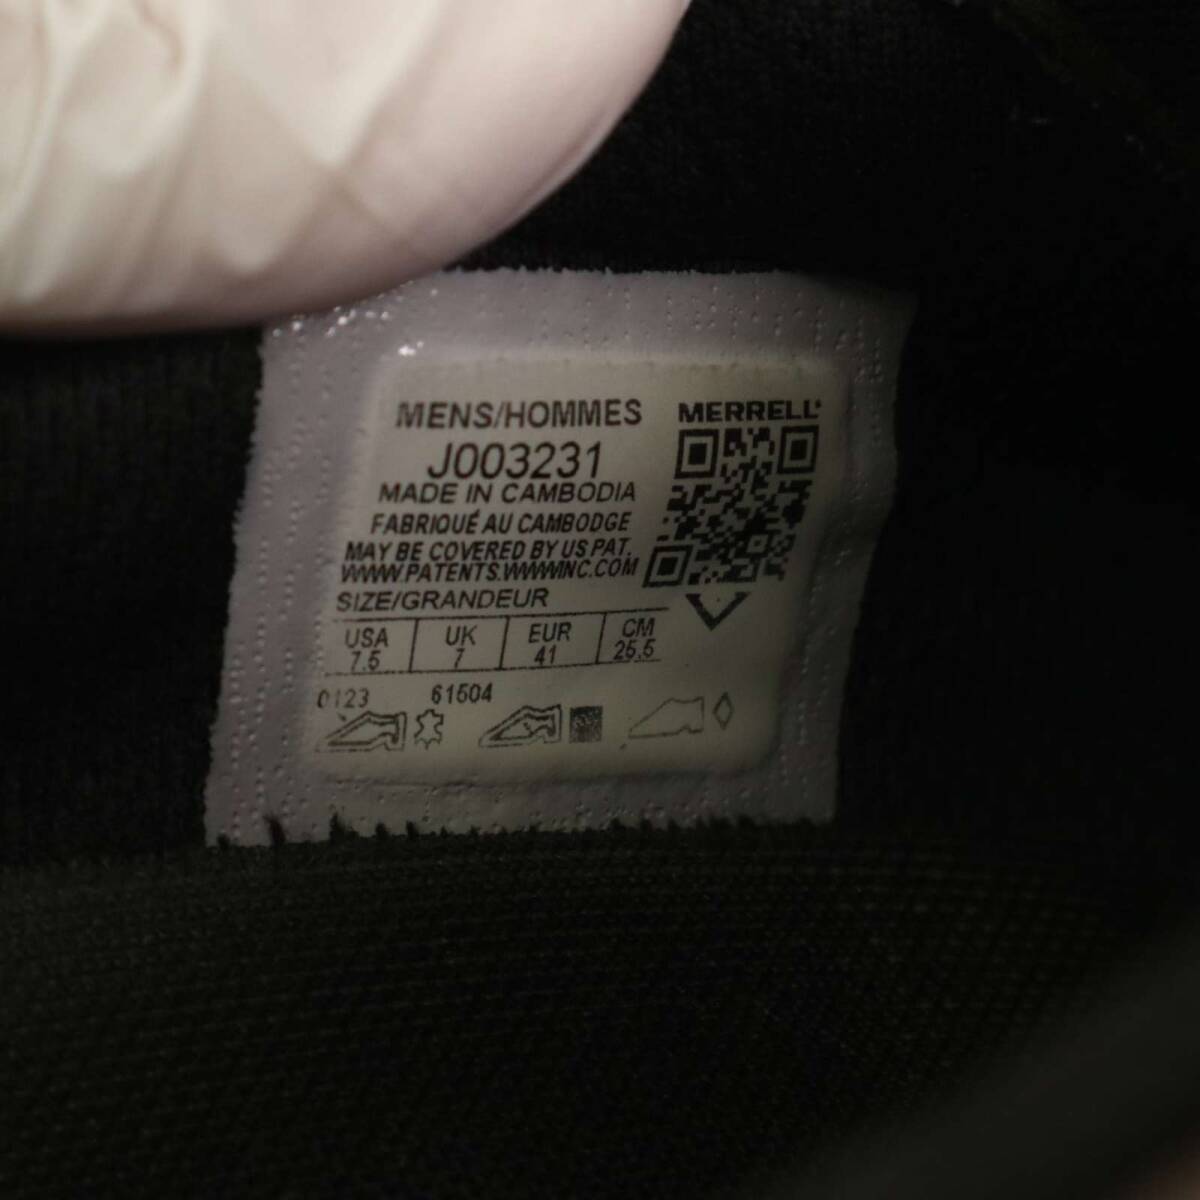 MENS/HOMMES
MERRELL
J003231
MADE IN CAMBODIA
FABRIQUÉ AU CAMBODGE
MAY BE COVERED BY US PAT.
WWW.PATENTS.WWWINC.COM
SIZE/GRANDEUR
USA UK EUR CM
7.5 7 41 25.5
0123 61504